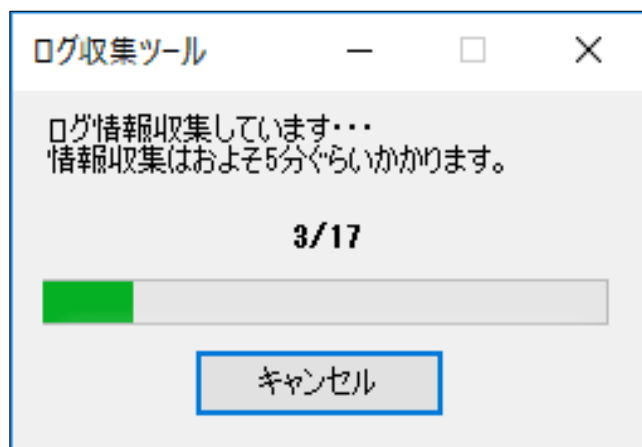 ログ収集ツール
ログ情報収集しています・・・
情報収集はおよそ5分ぐらいかかります。
3/17
キャンセル